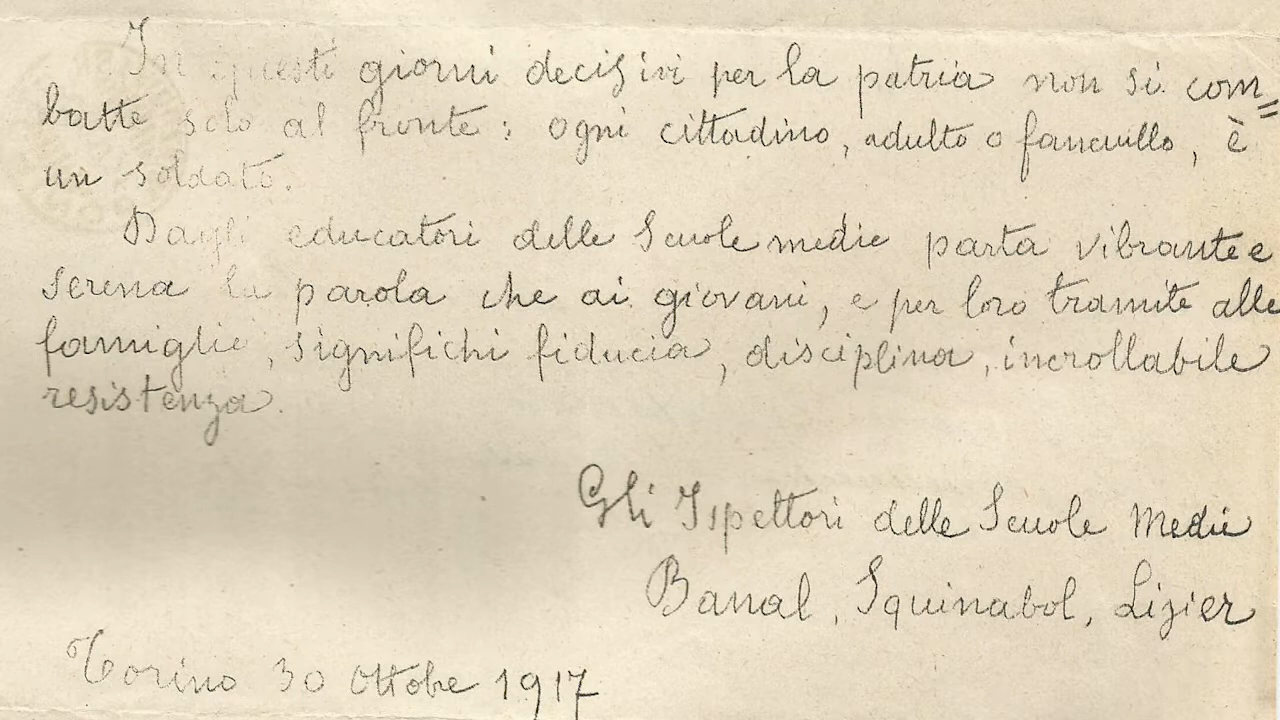 In questi giorni decisivi per la patria non si com=
batte solo al fronte: ogni cittadino, adulto o fanciullo, è
un soldato.
Dagli educatori delle Scuole medie parta vibrante e
serena la parola che ai giovani, e per loro tramite alle
famiglie, significhi fiducia, disciplina, incrollabile
resistenza.
Gli Ispettori delle Scuole Medie
Banal, Squinabol, Lizier
Torino 30 Ottobre 1917